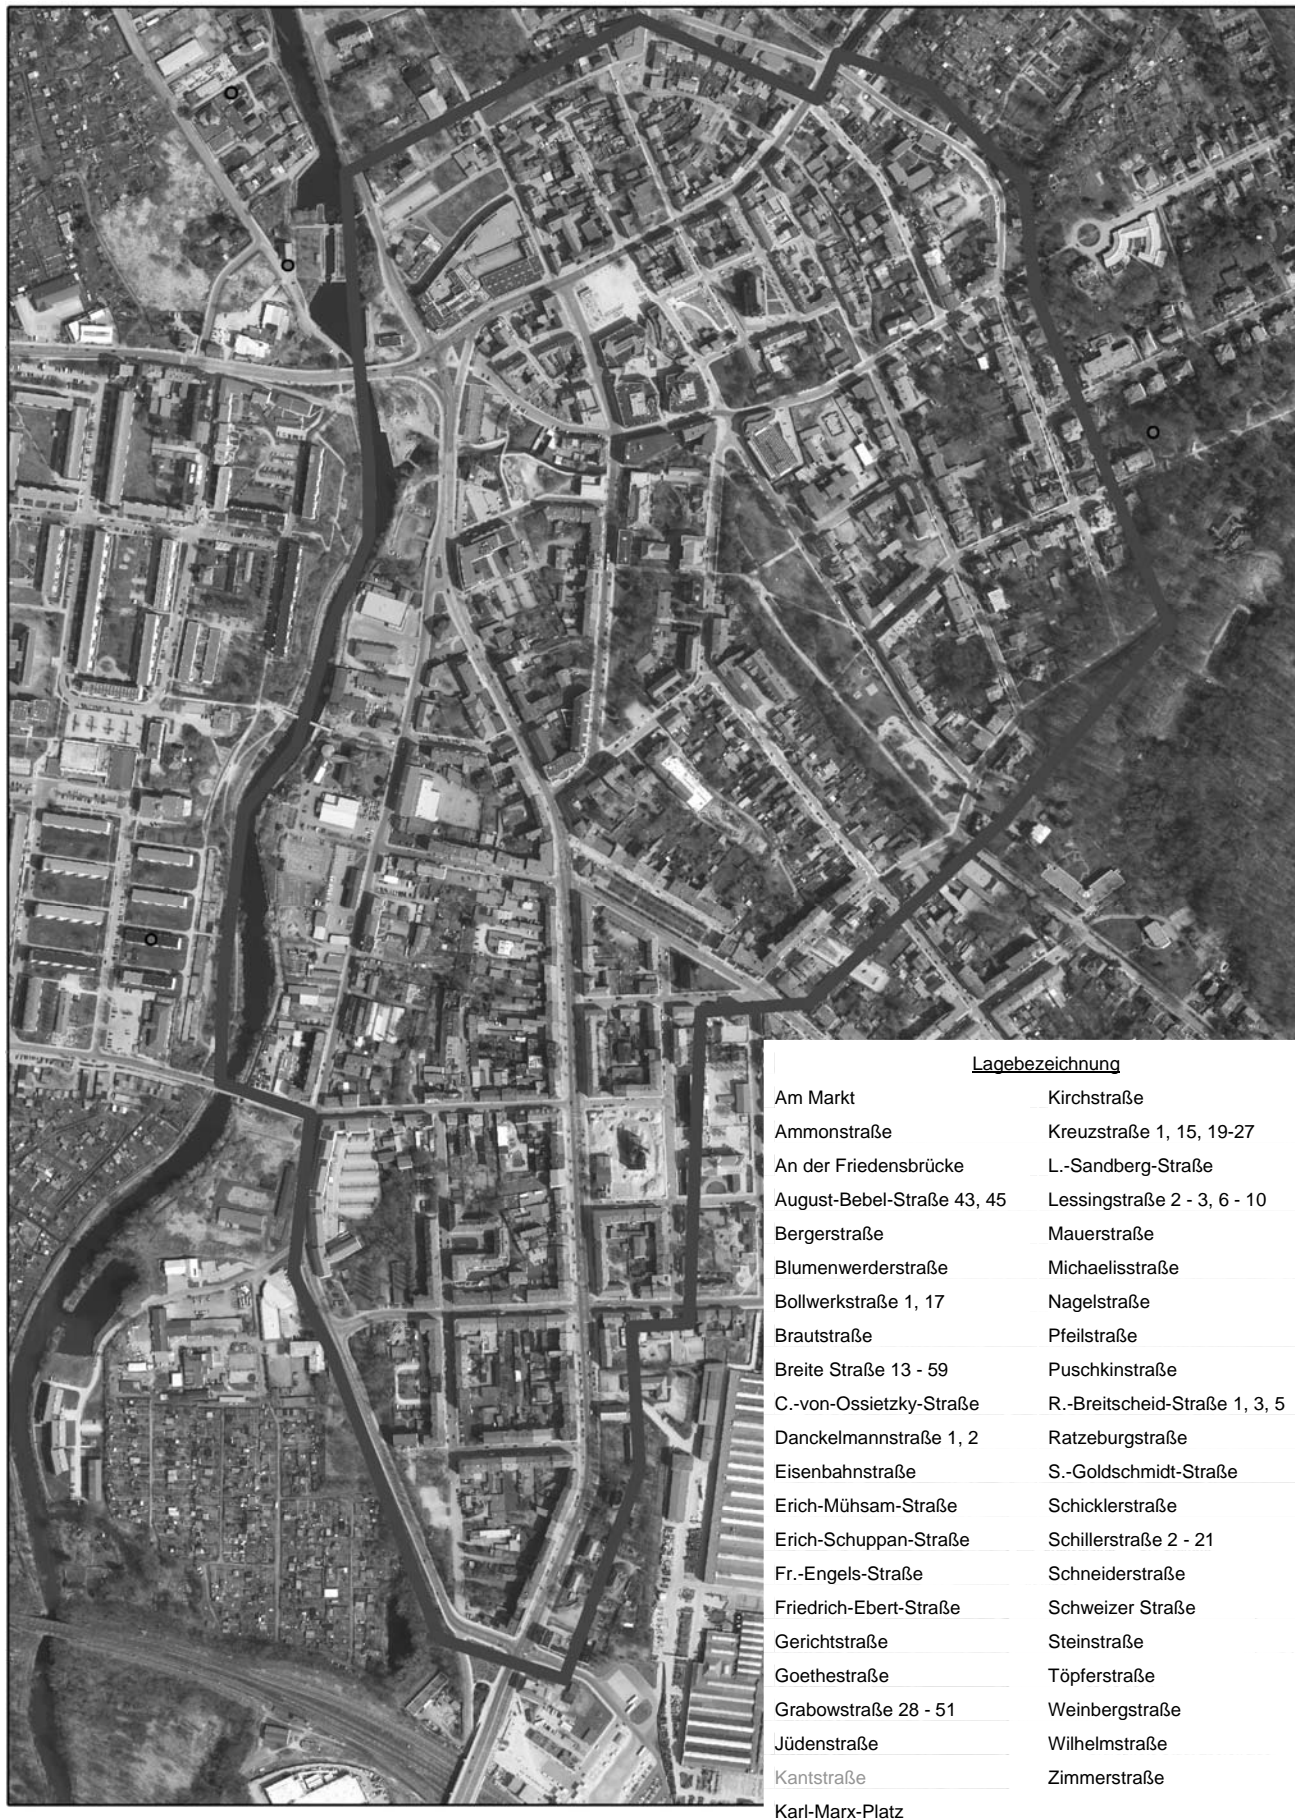 Lagebezeichnung
Am Markt
Ammonstraße
An der Friedensbrücke
August-Bebel-Straße 43, 45
Bergerstraße
Blumenwerderstraße
Bollwerkstraße 1, 17
Brautstraße
Breite Straße 13 - 59
C.-von-Ossietzky-Straße
Danckelmannstraße 1, 2
Eisenbahnstraße
Erich-Mühsam-Straße
Erich-Schuppan-Straße
Fr.-Engels-Straße
Friedrich-Ebert-Straße
Gerichtstraße
Goethestraße
Grabowstraße 28 - 51
Jüdenstraße
Kantstraße
Karl-Marx-Platz
Kirchstraße
Kreuzstraße 1, 15, 19-27
L.-Sandberg-Straße
Lessingstraße 2 - 3, 6 - 10
Mauerstraße
Michaelisstraße
Nagelstraße
Pfeilstraße
Puschkinstraße
R.-Breitscheid-Straße 1, 3, 5
Ratzeburgstraße
S.-Goldschmidt-Straße
Schicklerstraße
Schillerstraße 2 - 21
Schneiderstraße
Schweizer Straße
Steinstraße
Töpferstraße
Weinbergstraße
Wilhelmstraße
Zimmerstraße